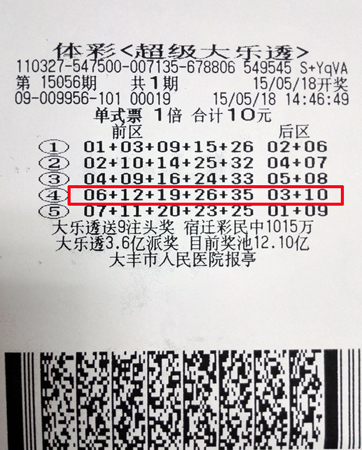 体彩<超级大乐透>
110327-547500-007135-678806 549545 S+YqVA
第 15056期 共1期 15/05/18开奖
09-009956-101 00019 15/05/18 14:46:49
单式票 1倍 合计10元
前区 后区
① 01+03+09+15+26 02+06
② 02+10+14+25+32 04+07
③ 04+09+16+24+33 05+08
④ 06+12+19+26+35 03+10
⑤ 07+11+20+23+25 01+09
大乐透送9注头奖 宿迁彩民中1015万
大乐透3.6亿派奖 目前奖池12.10亿
大丰市人民医院报亭